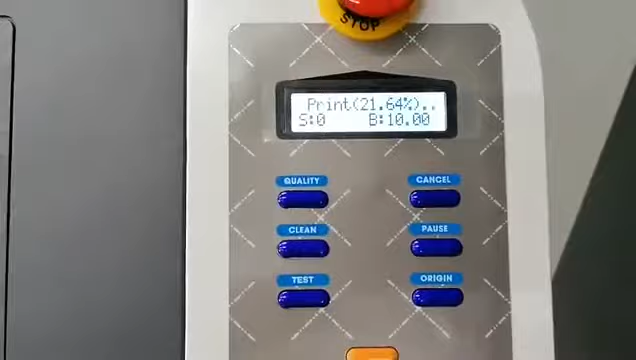 STOP
Print(21.64%)..
S:0 B:10.00
QUALITY CANCEL
CLEAN PAUSE
TEST ORIGIN